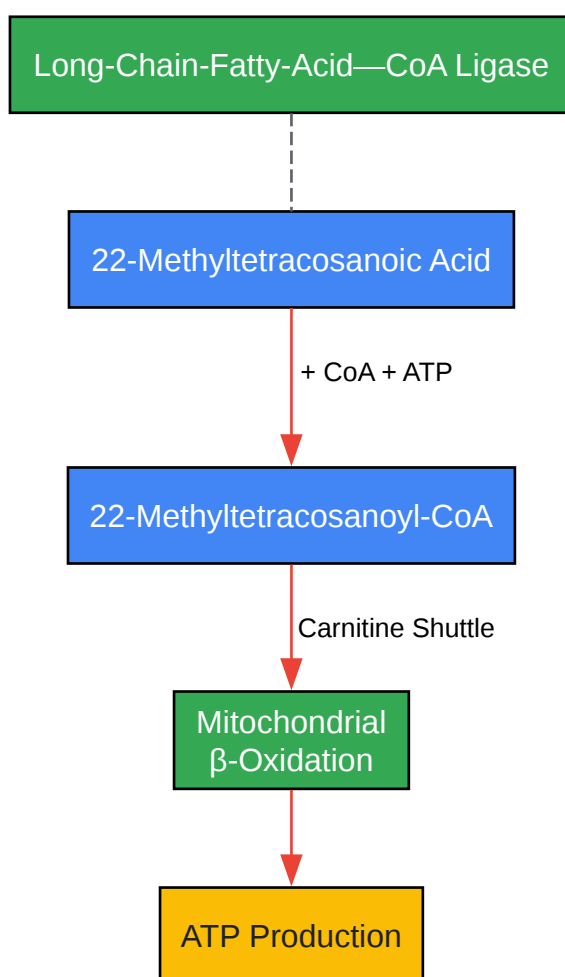 Long-Chain-Fatty-Acid—CoA Ligase
22-Methyltetracosanoic Acid
+ CoA + ATP
22-Methyltetracosanoyl-CoA
Carnitine Shuttle
Mitochondrial
β-Oxidation
ATP Production